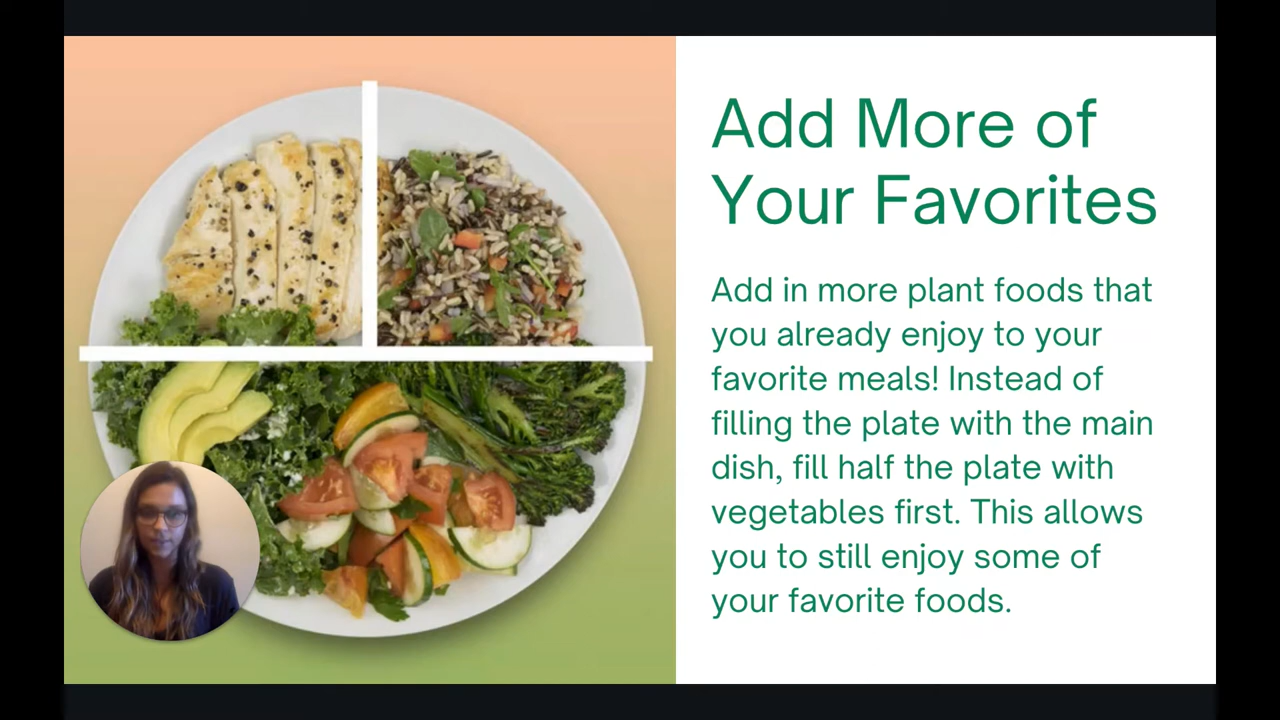 Add More of
Your Favorites
Add in more plant foods that
you already enjoy to your
favorite meals! Instead of
filling the plate with the main
dish, fill half the plate with
vegetables first. This allows
you to still enjoy some of
your favorite foods.